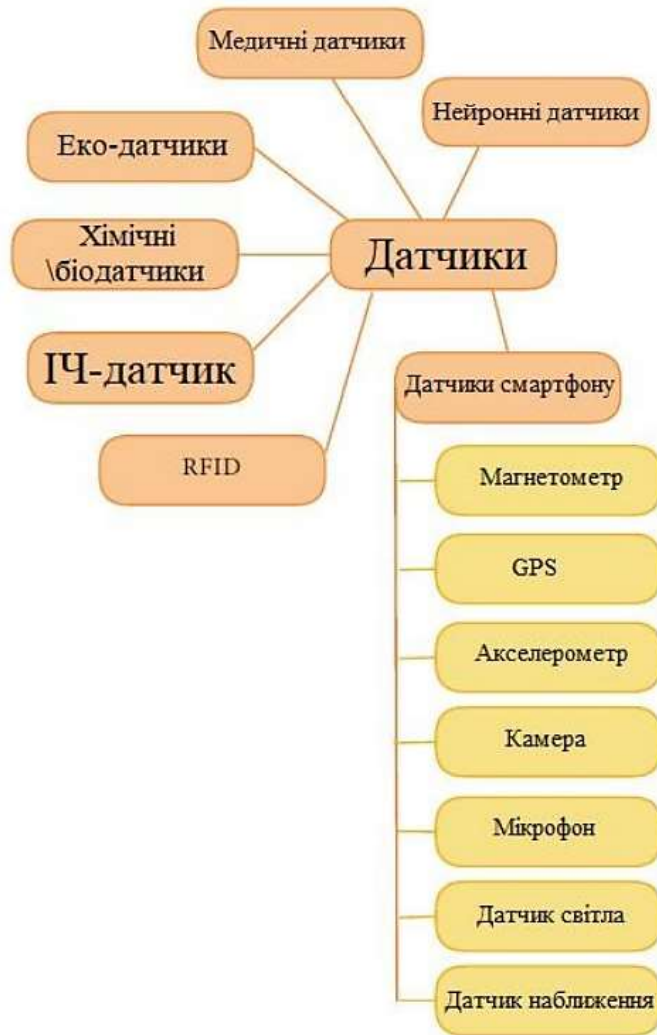 Медичні датчики
Нейронні датчики
Еко-датчики
Хімічні
\біодатчики
Датчики
ІЧ-датчик
Датчики смартфону
RFID
Магнетометр
GPS
Акселерометр
Камера
Мікрофон
Датчик світла
Датчик наближення